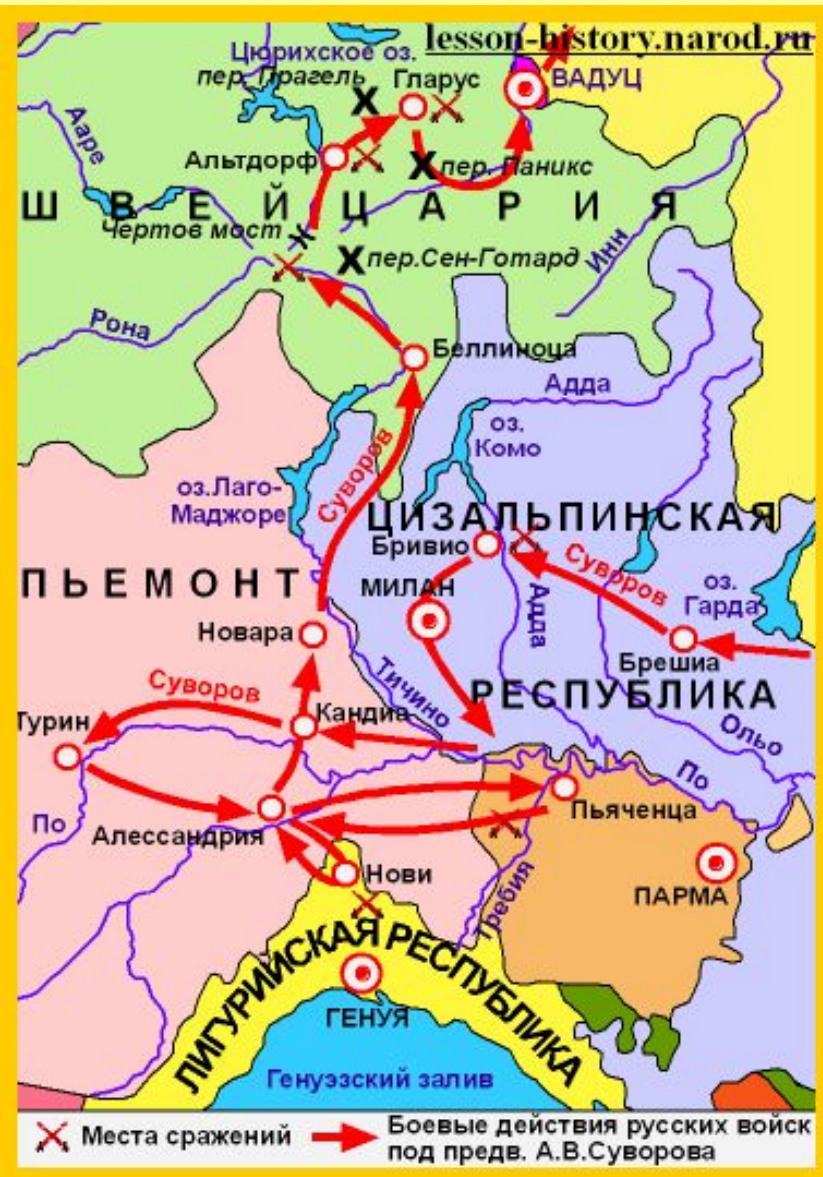 lesson-history.narod.ru
Цюрихское оз.
пер. Прагель
Гларус
ВАДУЦ
Ааре
Альтдорф
пер. Паникс
ШВЕЙЦАРИЯ
Чертов мост
пер.Сен-Готард
Инн
Рона
Беллиноца
Адда
оз.
Комо
Суворов
оз.Лаго-
Маджоре
ЦИЗАЛЬПИНСКАЯ
Бривио
Суворов
ПЬЕМОНТ
МИЛАН
Адда
оз.
Гарда
Новара
Брешиа
Тичино
РЕСПУБЛИКА
Суворов
Турин
Кандиа
Ольо
По
По
Алессандрия
Пьяченца
Нови
Требия
ПАРМА
ЛИГУРИЙСКАЯ РЕСПУБЛИКА
ГЕНУЯ
Генуэзский залив
Места сражений
Боевые действия русских войск
под предв. А.В.Суворова